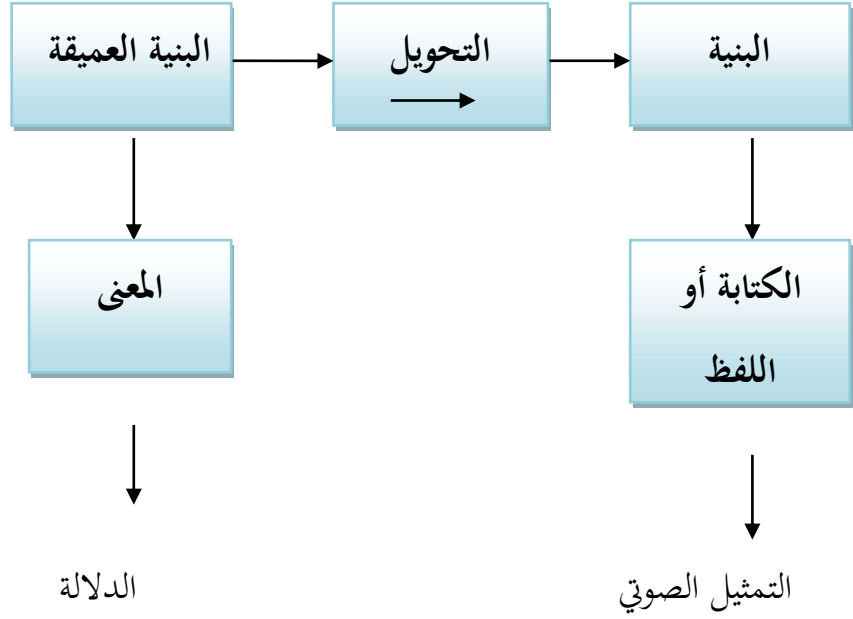 البنية العميقة
التحويل
البنية
المعنى
الكتابة أو
اللفظ
الدلالة
التمثيل الصوتي